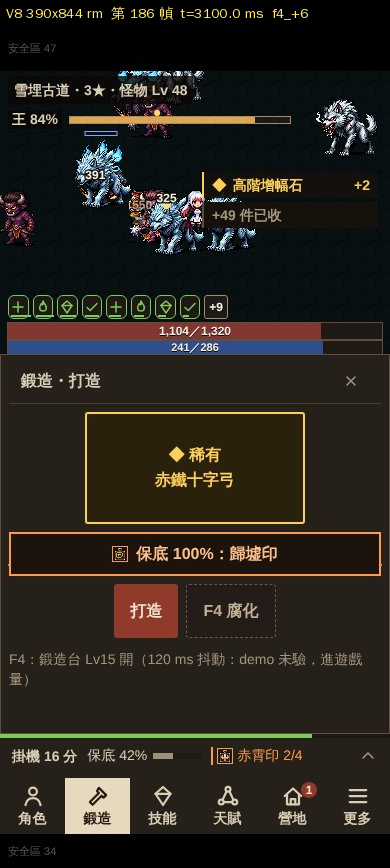 V8 390x844 rm 第 186 幀 t=3100.0 ms f4_+6
安全區 47
雪埋古道・3★・怪物 Lv 48
王 84%
391
325
550
◆ 高階增幅石 +2
+49 件已收
+9
1,104／1,320
241／286
鍛造・打造 ×
◆ 稀有
赤鐵十字弓
保底 100%：歸墟印
打造 F4 腐化
F4：鍛造台 Lv15 開（120 ms 抖動：demo 未驗，進遊戲
量）
掛機 16 分 保底 42% 赤霄印 2/4
1
角色 鍛造 技能 天賦 營地 更多
安全區 34